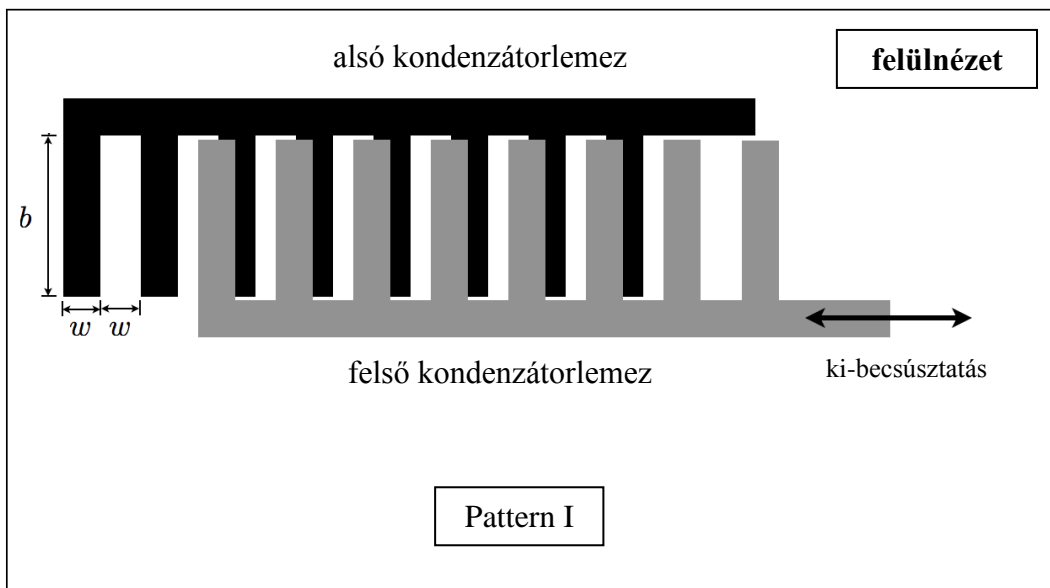 alsó kondenzátorlemez
felülnézet
b
w w
felső kondenzátorlemez
ki-becsúsztatás
Pattern I